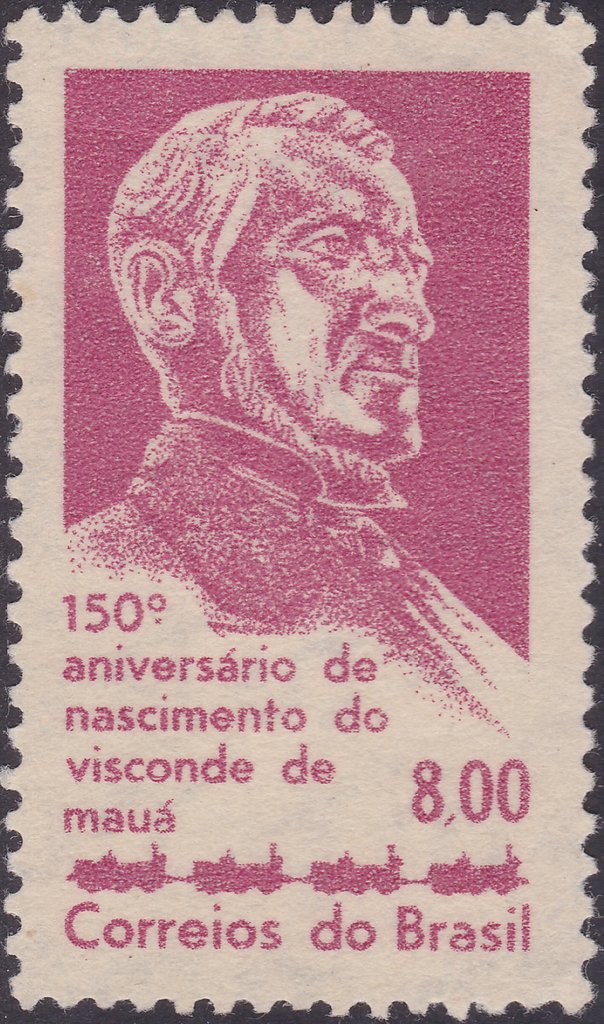 150º
aniversário de
nascimento do
visconde de
mauá
8,00
Correios do Brasil